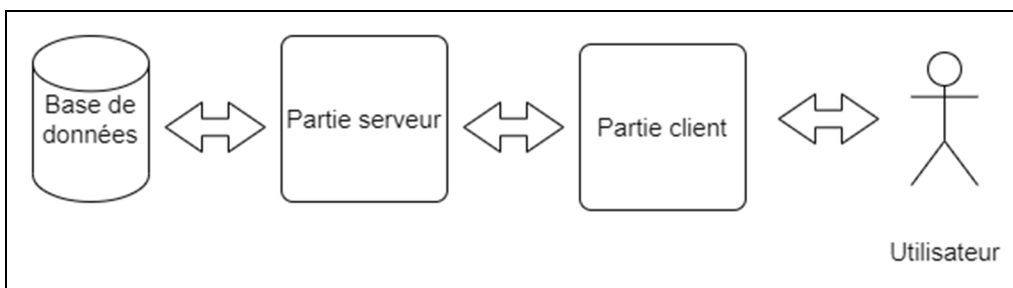 Base de
données
Partie serveur
Partie client
Utilisateur